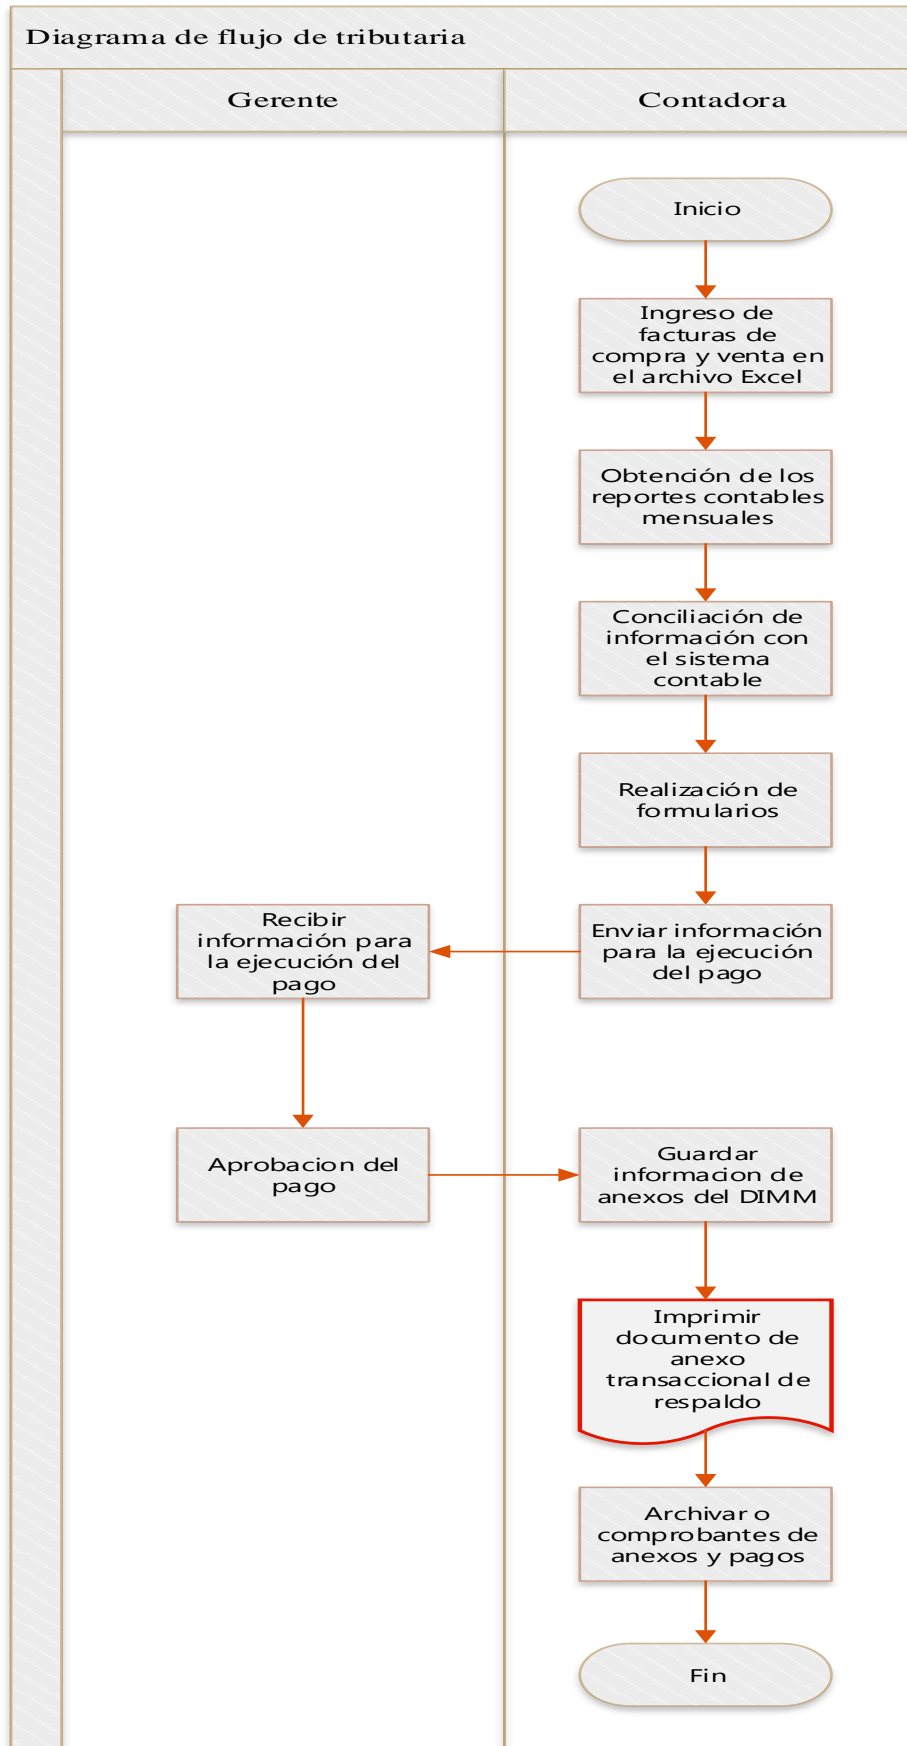 Diagrama de flujo de tributaria
Gerente
Contadora
Inicio
Ingreso de
facturas de
compra y venta en
el archivo Excel
Obtención de los
reportes contables
mensuales
Conciliación de
información con
el sistema
contable
Realización de
formularios
Enviar información
para la ejecución
del pago
Recibir
información para
la ejecución del
pago
Aprobacion del
pago
Guardar
informacion de
anexos del DIMM
Imprimir
documento de
anexo
transaccional de
respaldo
Archivar o
comprobantes de
anexos y pagos
Fin